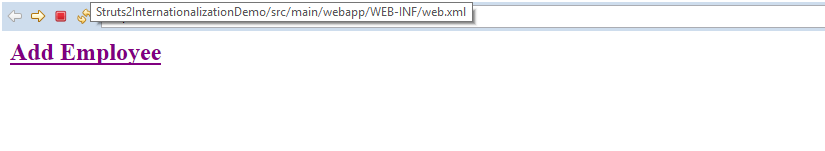 Struts2InternationalizationDemo/src/main/webapp/WEB-INF/web.xml
Add Employee